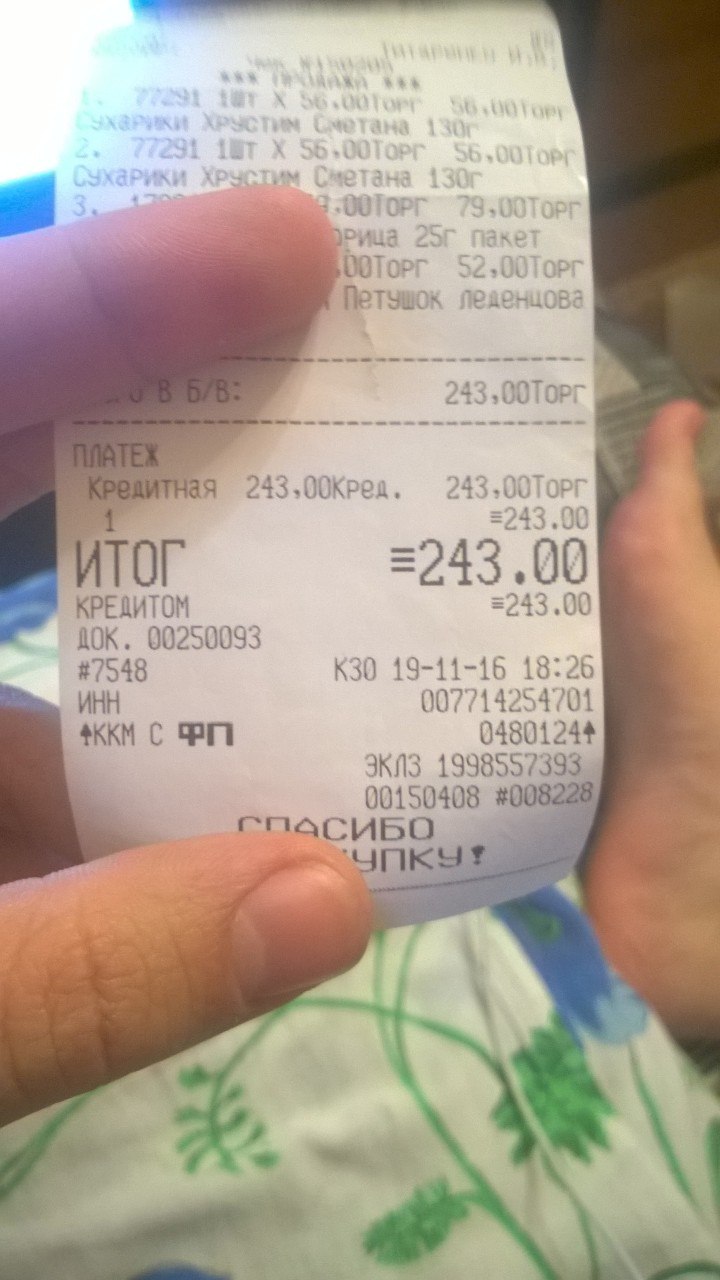 *** ПРОДАЖА ***
1. 77291 1шт X 56.00Торг 56,00Торг
Сухарики Хрустим Сметана 130г
2. 77291 1шт X 56.00Торг 56,00Торг
Сухарики Хрустим Сметана 130г
3. .00Торг 79,00Торг
25г пакет
.00Торг 52,00Торг
Петушок леденцова
В Б/В: 243,00Торг
ПЛАТЕЖ
Кредитная 243,00Кред. 243,00Торг
1 ≡243.00
ИТОГ ≡243.00
КРЕДИТОМ ≡243.00
ДОК. 00250093
#7548 К30 19-11-16 18:26
ИНН 007714254701
ККМ С ФП 0480124
ЭКЛЗ 1998557393
00150408 #008228
СПАСИБО
УПКУ!